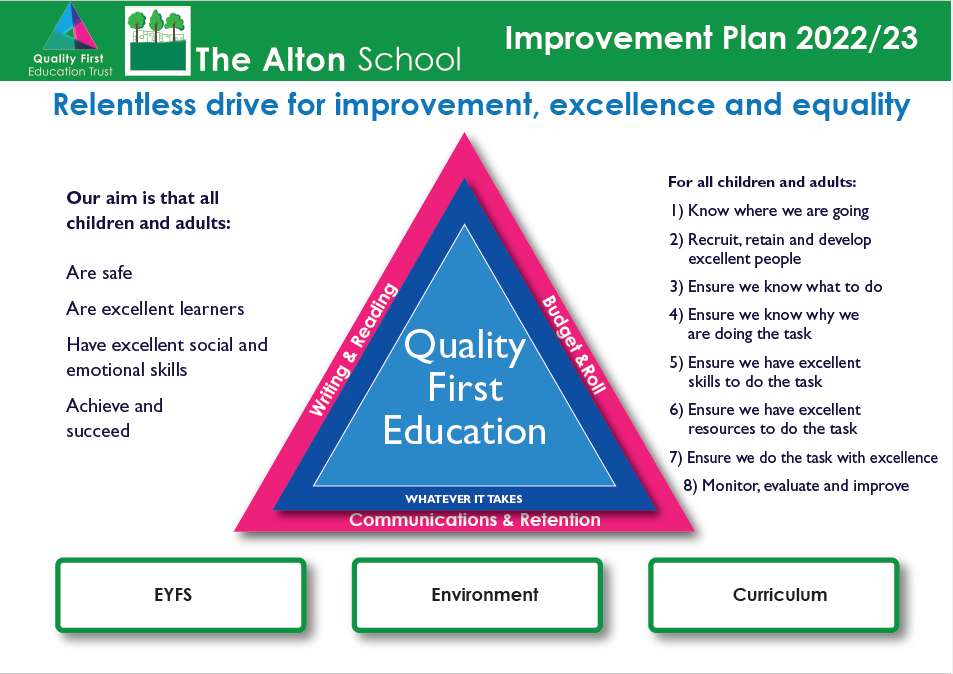 Quality First
Education Trust
The Alton School
Improvement Plan 2022/23
Relentless drive for improvement, excellence and equality
Our aim is that all
children and adults:
Are safe
Are excellent learners
Have excellent social and
emotional skills
Achieve and
succeed
Writing & Reading
Budget &Roll
Quality
First
Education
WHATEVER IT TAKES
Communications & Retention
For all children and adults:
1) Know where we are going
2) Recruit, retain and develop
excellent people
3) Ensure we know what to do
4) Ensure we know why we
are doing the task
5) Ensure we have excellent
skills to do the task
6) Ensure we have excellent
resources to do the task
7) Ensure we do the task with excellence
8) Monitor, evaluate and improve
EYFS
Environment
Curriculum